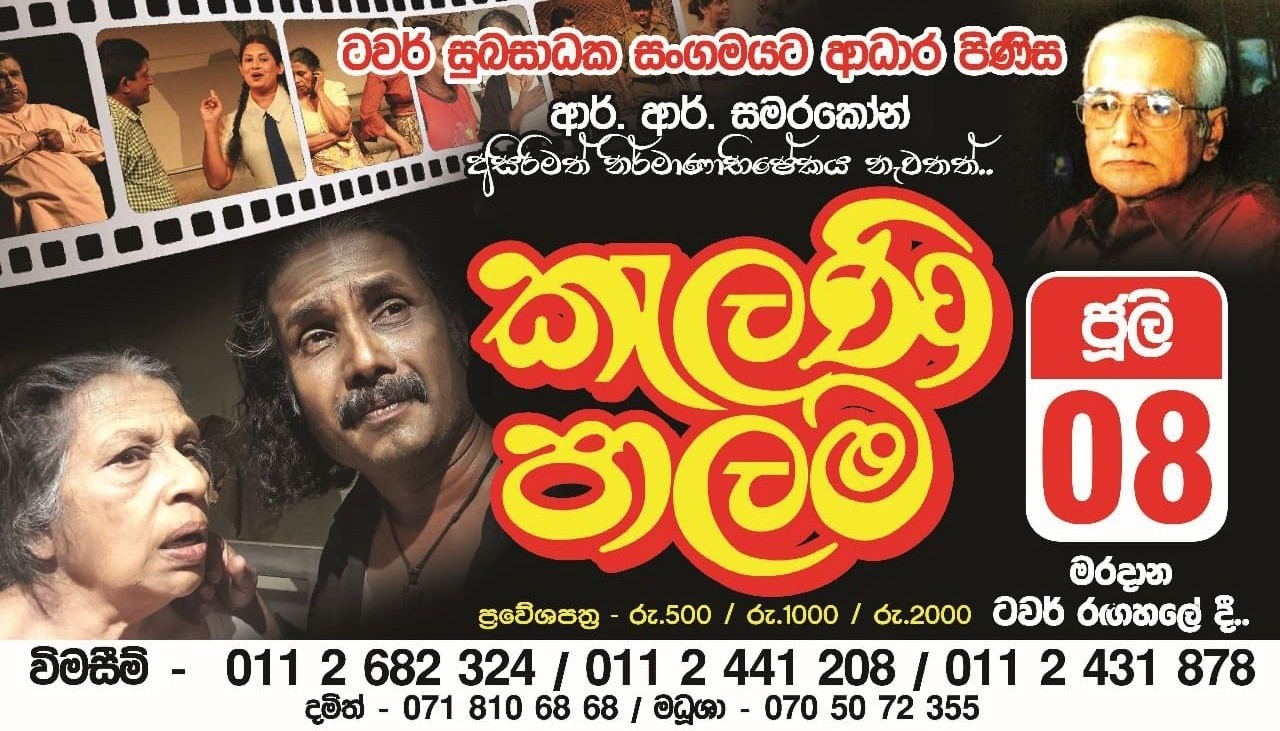 ටවර් සුබසාධක සංගමයට ආධාර පිණිස
ආර්. ආර්. සමරකෝන්
අසිරිමත් නිර්මාණාභිෂේකය නැවතත්..
කැලණි
පාලම
ජූලි
08
මරදාන
ටවර් රඟහලේ දී..
ප්‍රවේශපත්‍ර - රු.500 / රු.1000 / රු.2000
විමසීම් - 011 2 682 324 / 011 2 441 208 / 011 2 431 878
දමිත් - 071 810 68 68 / මධූශා - 070 50 72 355